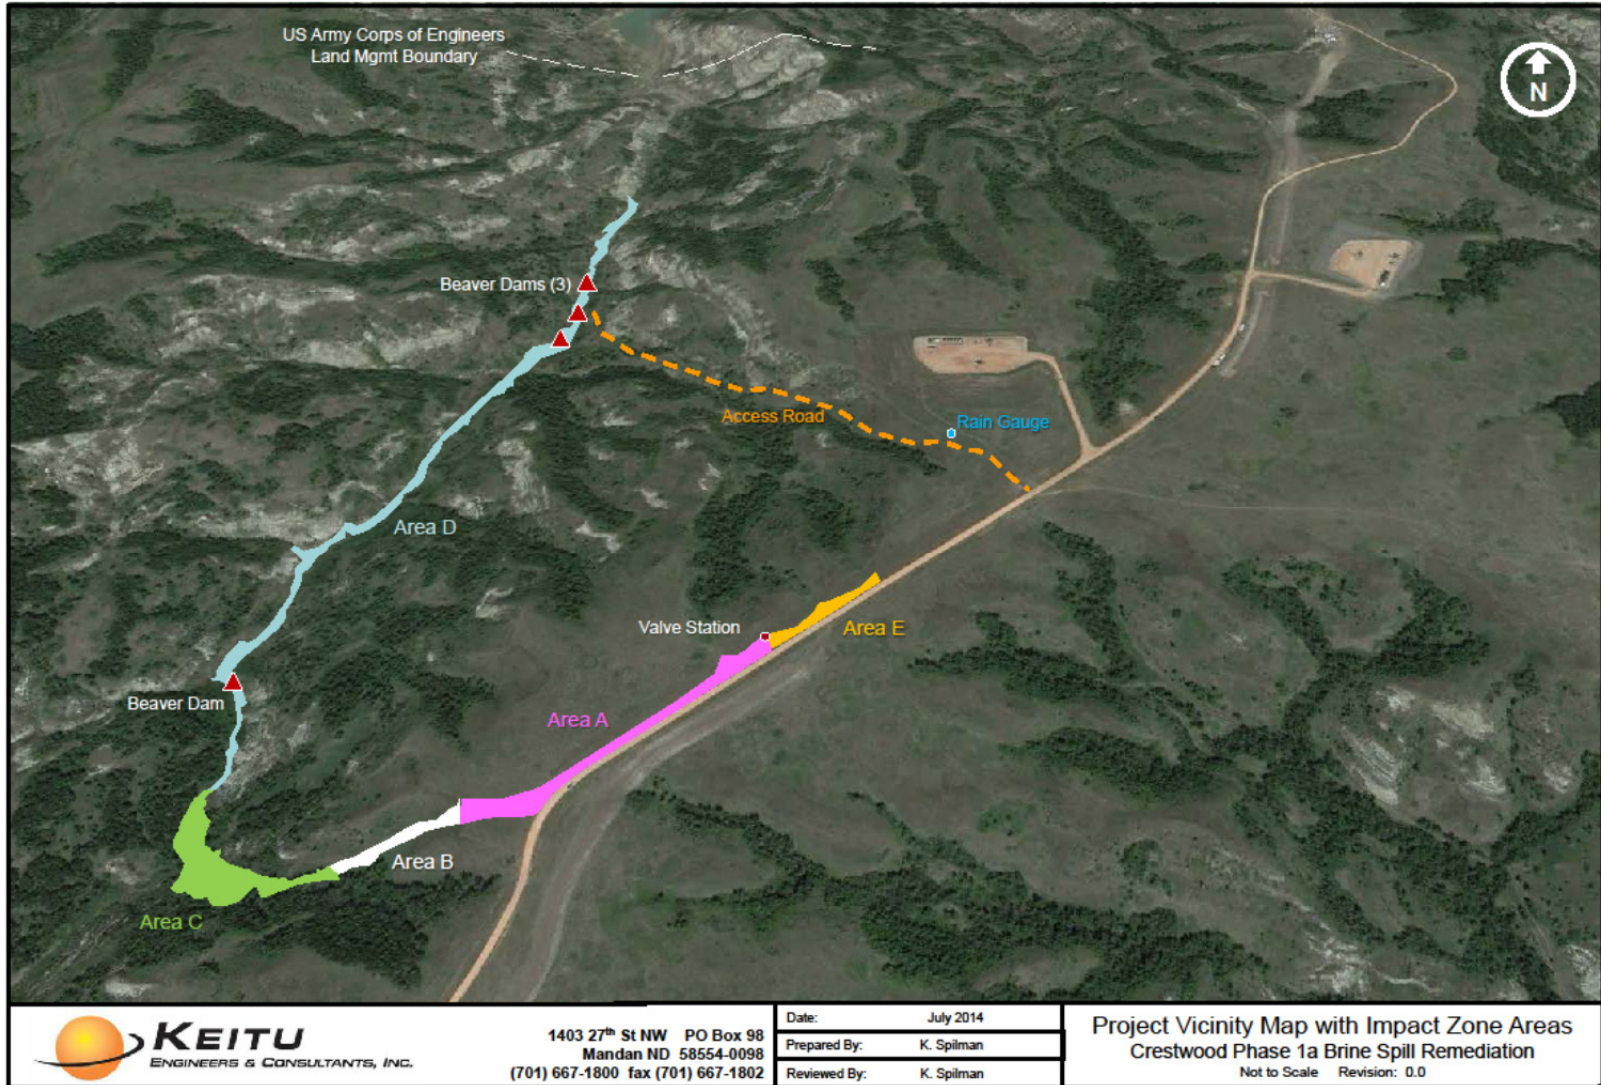 US Army Corps of Engineers
Land Mgmt Boundary
N
Beaver Dams (3)
Access Road
Rain Gauge
Area D
Valve Station
Area E
Beaver Dam
Area A
Area B
Area C
KEITU
ENGINEERS & CONSULTANTS, INC.
1403 27th St NW PO Box 98
Mandan ND 58554-0098
(701) 667-1800 fax (701) 667-1802
Date: July 2014
Prepared By: K. Spilman
Reviewed By: K. Spilman
Project Vicinity Map with Impact Zone Areas
Crestwood Phase 1a Brine Spill Remediation
Not to Scale Revision: 0.0